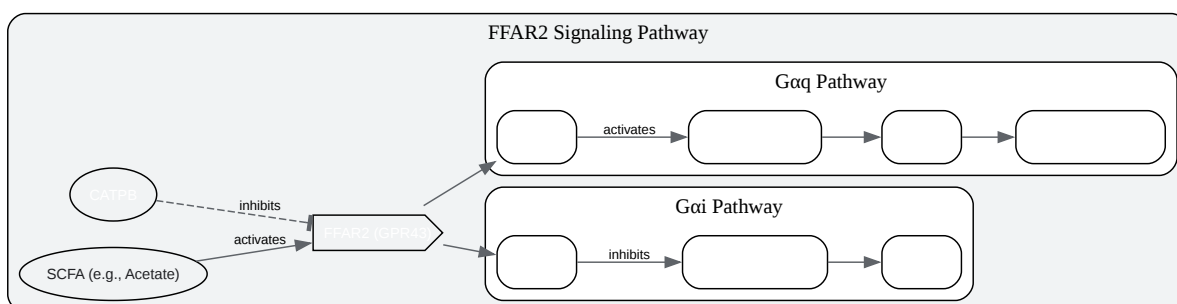 FFAR2 Signaling Pathway
Gαq Pathway
activates
CATPB
inhibits
FFAR2 (GPR43)
activates
SCFA (e.g., Acetate)
Gαi Pathway
inhibits